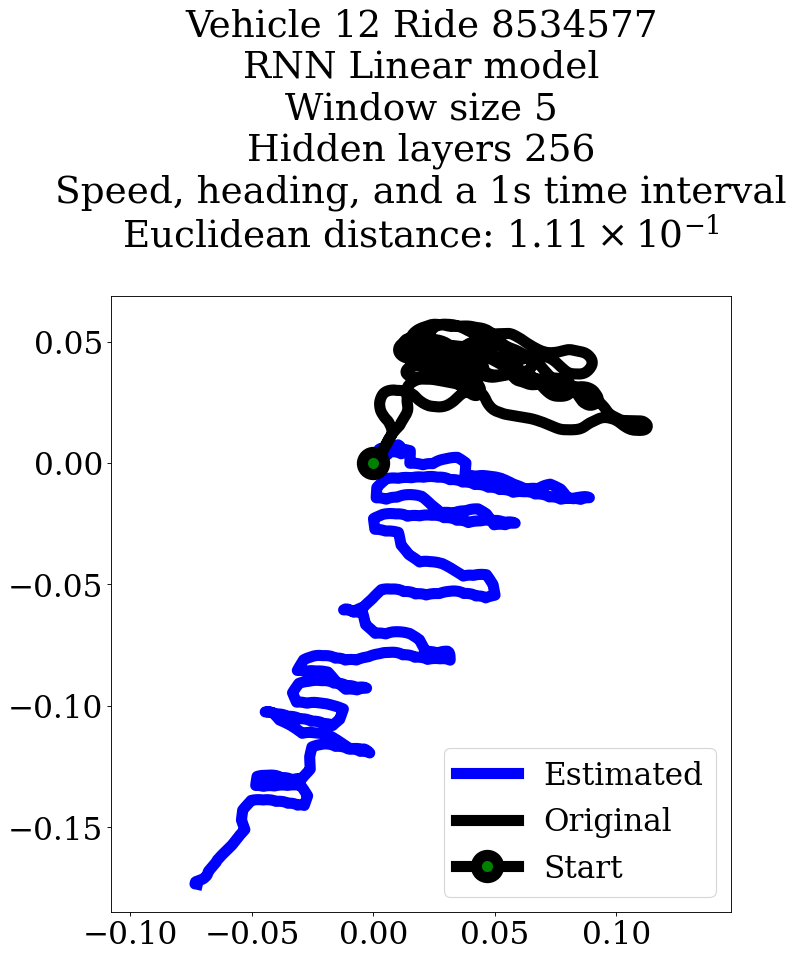 Vehicle 12 Ride 8534577
RNN Linear model
Window size 5
Hidden layers 256
Speed, heading, and a 1s time interval
Euclidean distance: 1.11 × 10⁻¹
0.05
0.00
−0.05
−0.10
−0.15
Estimated
Original
Start
−0.10 −0.05 0.00 0.05 0.10